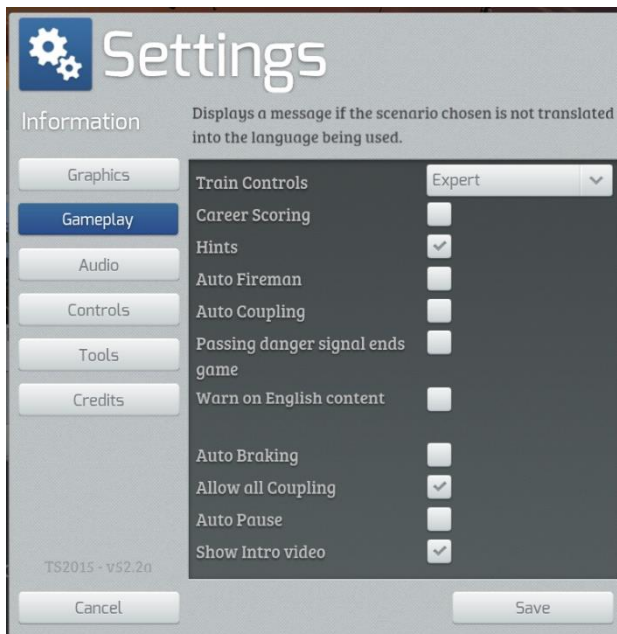 Settings
Information
Displays a message if the scenario chosen is not translated
into the language being used.
Graphics
Gameplay
Audio
Controls
Tools
Credits
Train Controls
Expert
Career Scoring
Hints
Auto Fireman
Auto Coupling
Passing danger signal ends
game
Warn on English content
Auto Braking
Allow all Coupling
Auto Pause
Show Intro video
TS2015 - v52.2a
Cancel
Save